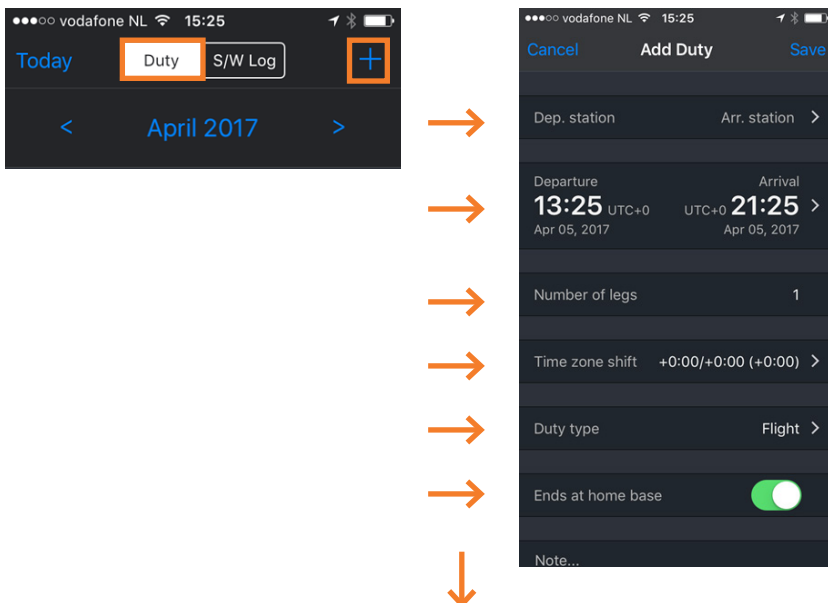 ●●●○○ vodafone NL 15:25
Today Duty S/W Log +
< April 2017 >
●●●○○ vodafone NL 15:25
Cancel Add Duty Save
Dep. station Arr. station >
Departure Arrival
13:25 UTC+0 UTC+0 21:25 >
Apr 05, 2017 Apr 05, 2017
Number of legs 1
Time zone shift +0:00/+0:00 (+0:00) >
Duty type Flight >
Ends at home base
Note...